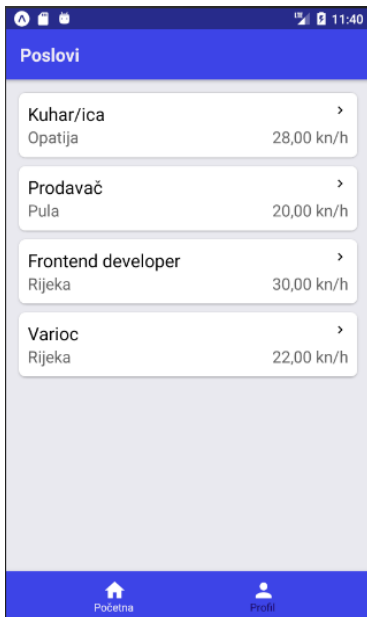 LTE 11:40
Poslovi
Kuhar/ica
Opatija 28,00 kn/h
Prodavač
Pula 20,00 kn/h
Frontend developer
Rijeka 30,00 kn/h
Varioc
Rijeka 22,00 kn/h
Početna Profil